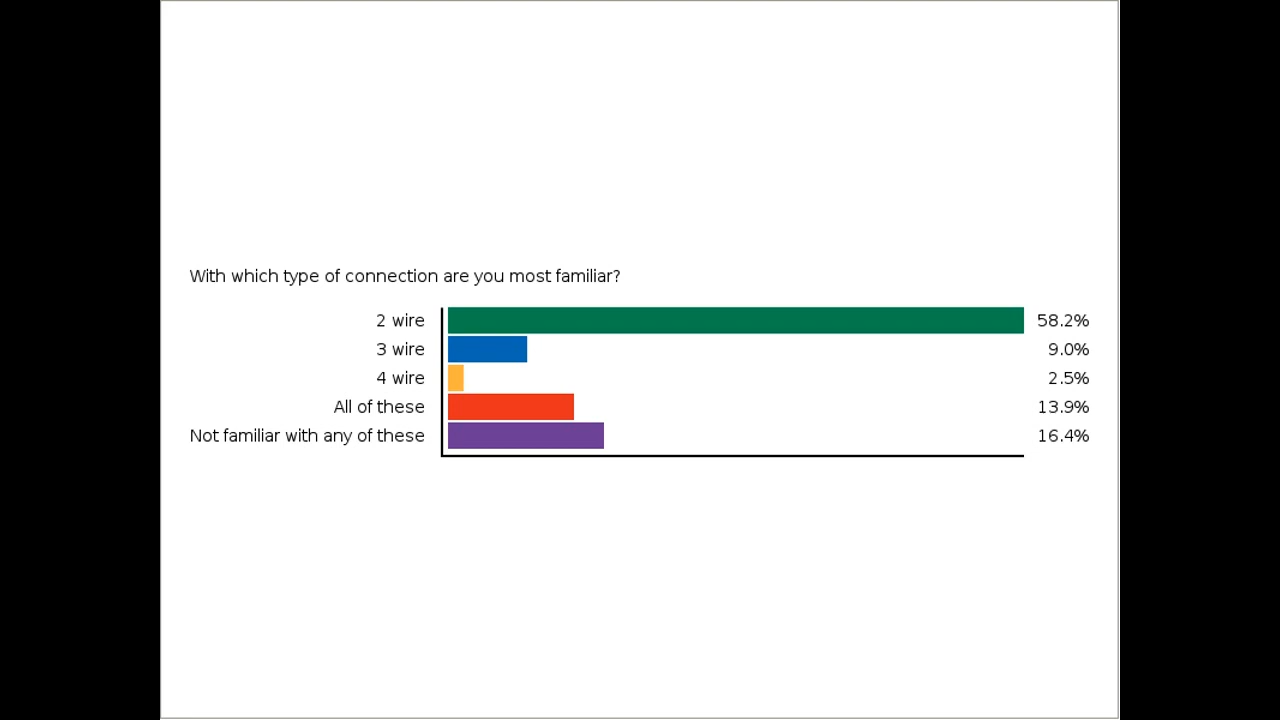 With which type of connection are you most familiar?
2 wire 58.2%
3 wire 9.0%
4 wire 2.5%
All of these 13.9%
Not familiar with any of these 16.4%